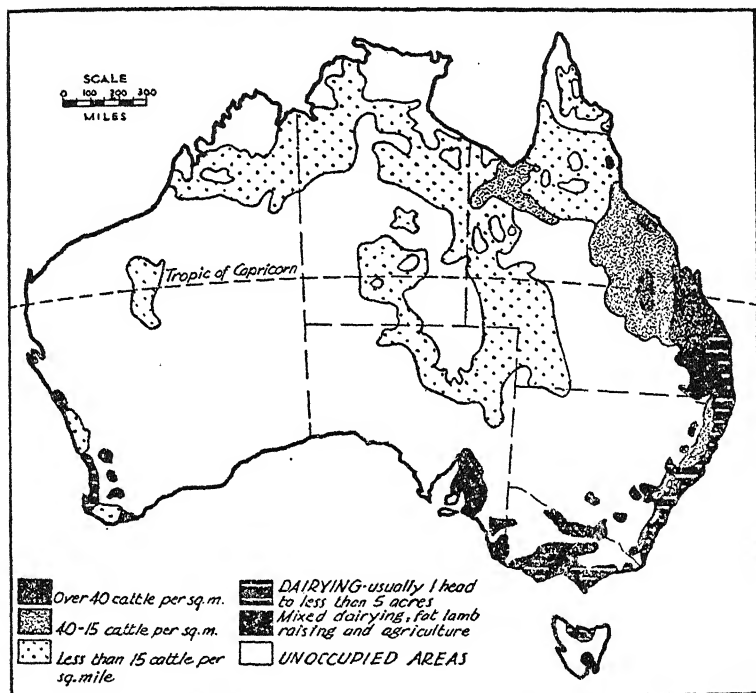 SCALE
0 100 200 300
MILES
Tropic of Capricorn
Over 40 cattle per sq.m.
40-15 cattle per sq.m.
Less than 15 cattle per
sq.mile
DAIRYING-usually 1 head
to less than 5 acres
Mixed dairying, fat lamb
raising and agriculture
UNOCCUPIED AREAS